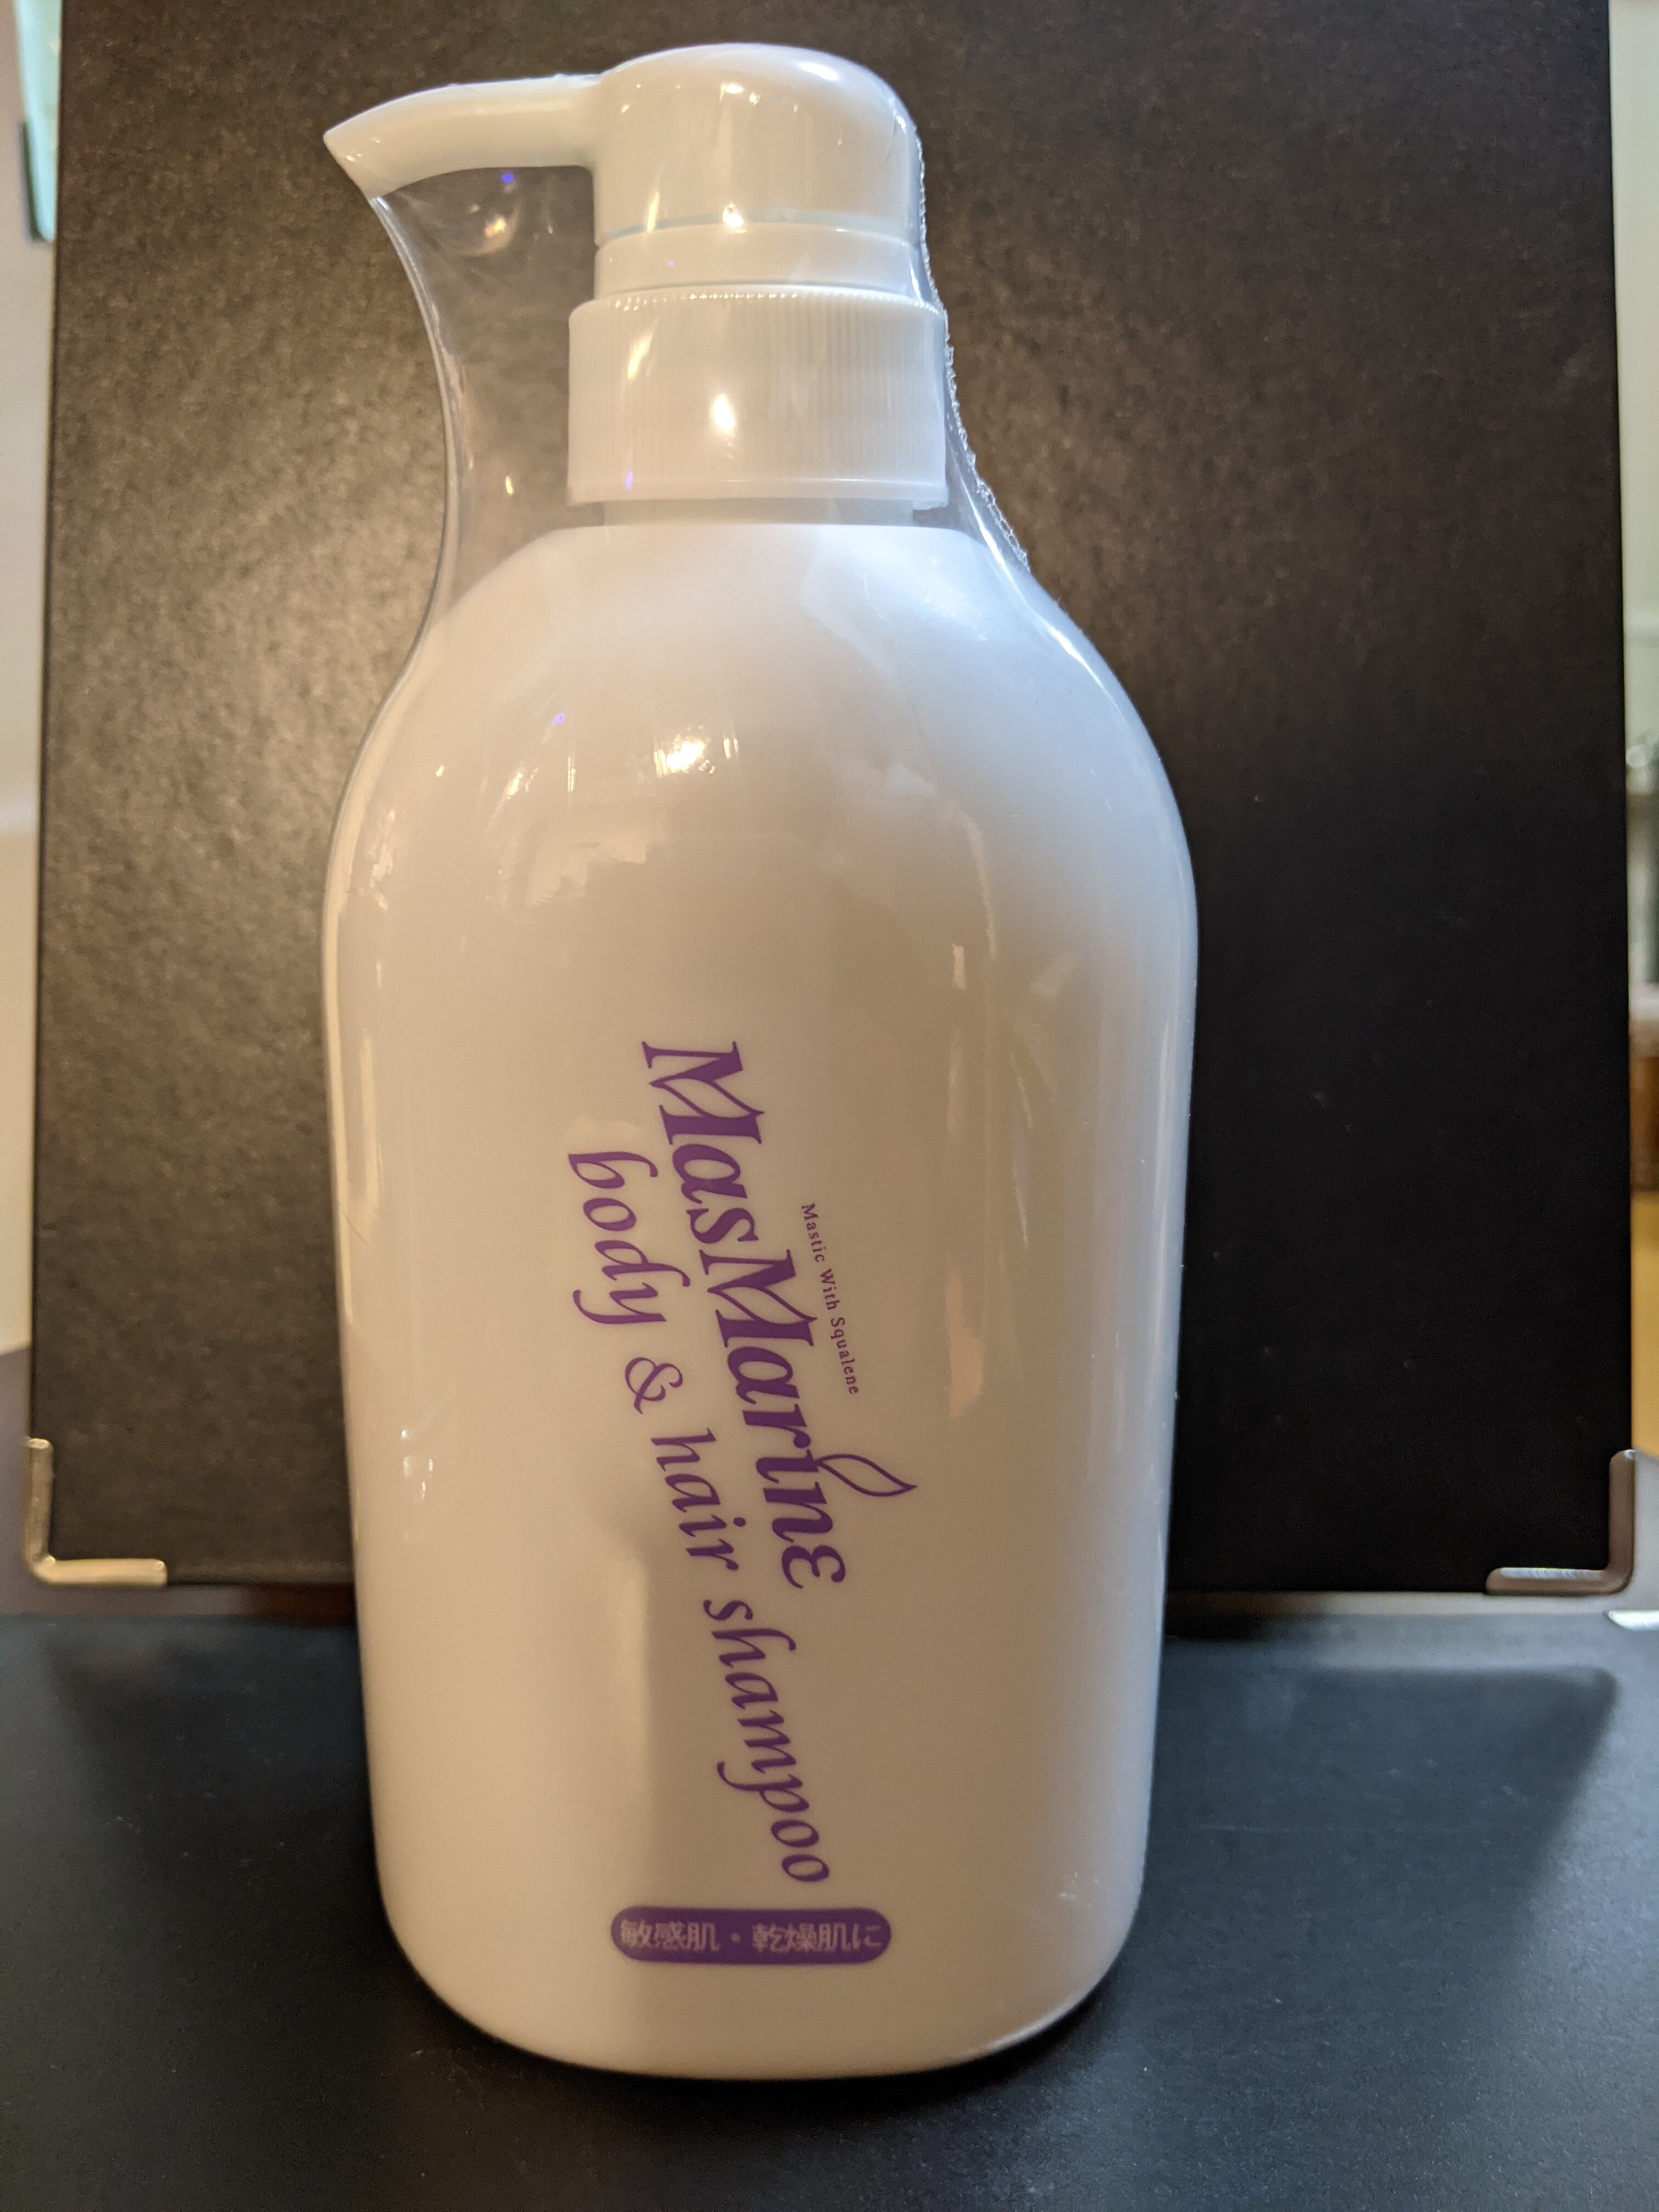 Mastic With Squalene
MasMarine
body & hair shampoo
敏感肌・乾燥肌に